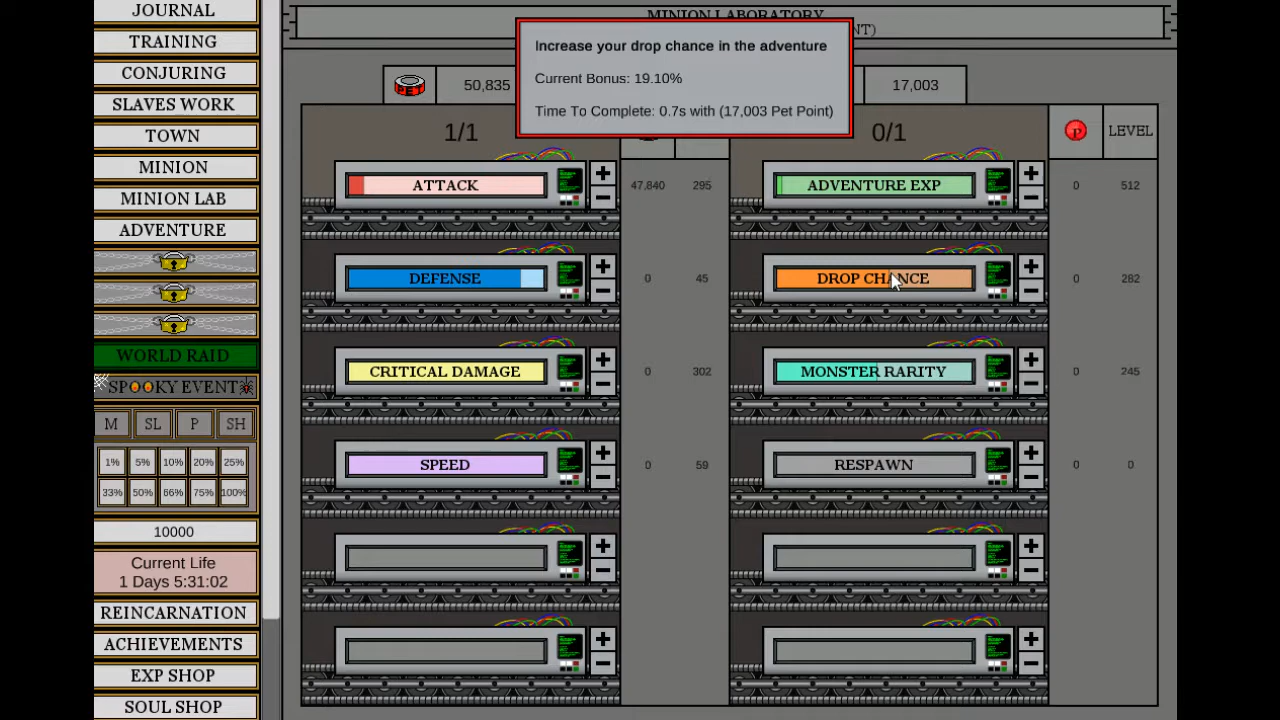 JOURNAL
TRAINING
CONJURING
SLAVES WORK
TOWN
MINION
MINION LAB
ADVENTURE
WORLD RAID
SPOOKY EVENT
M SL P SH
1% 5% 10% 20% 25%
33% 50% 66% 75% 100%
10000
Current Life
1 Days 5:31:02
REINCARNATION
ACHIEVEMENTS
EXP SHOP
SOUL SHOP
MINION LABORATORY
NT)
Increase your drop chance in the adventure
Current Bonus: 19.10%
Time To Complete: 0.7s with (17,003 Pet Point)
PET 50,835
17,003
1/1
ATTACK 47,840 295
DEFENSE 0 45
CRITICAL DAMAGE 0 302
SPEED 0 59
0/1 P LEVEL
ADVENTURE EXP 0 512
DROP CHANCE 0 282
MONSTER RARITY 0 245
RESPAWN 0 0